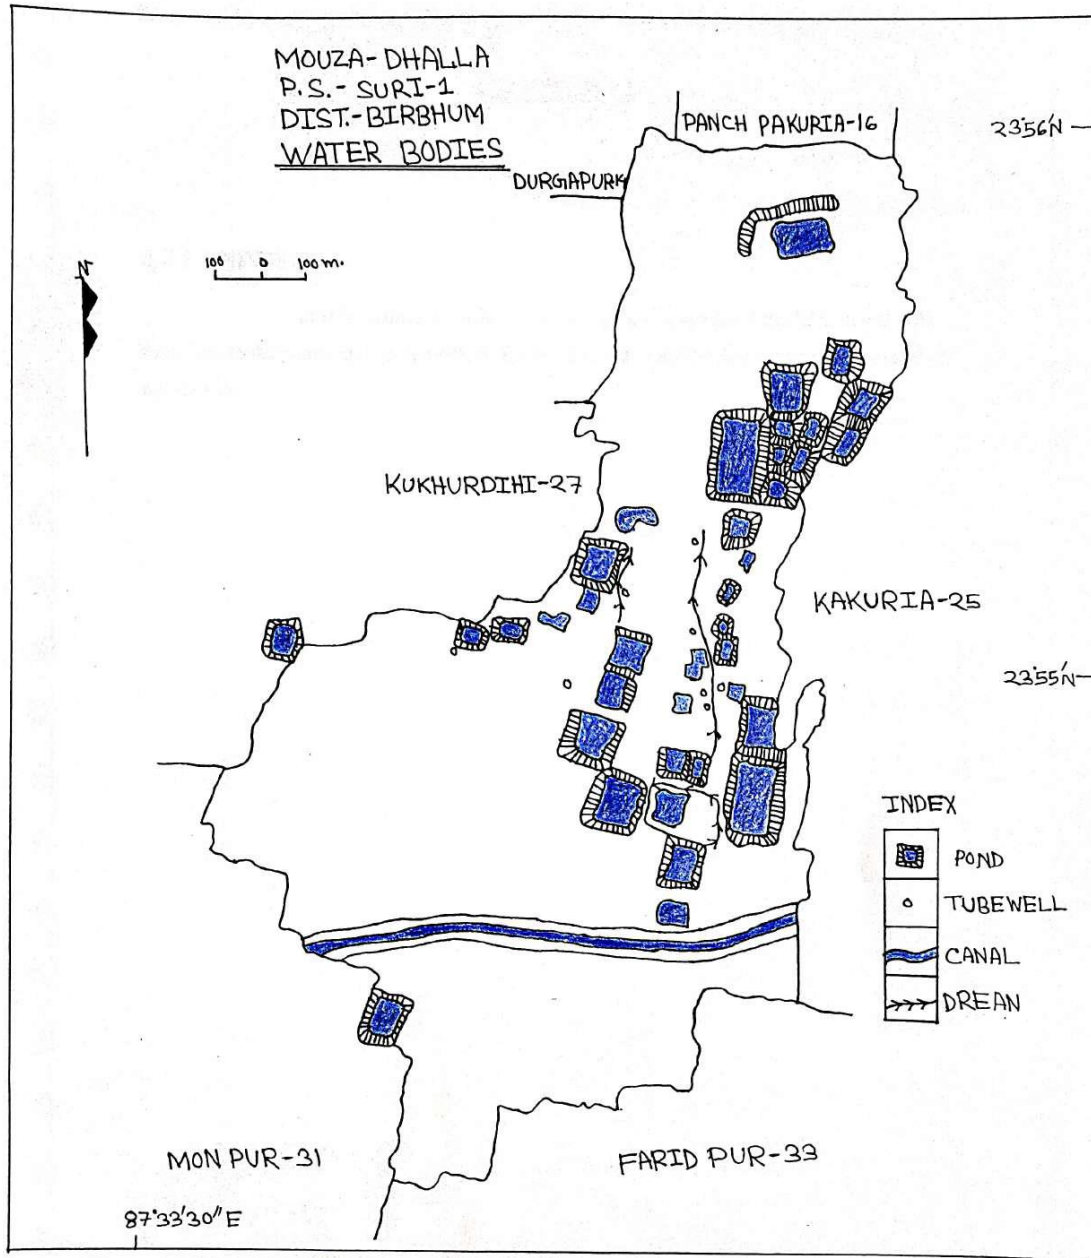 MOUZA-DHALLA
P.S.- SURI-1
DIST.-BIRBHUM
WATER BODIES
PANCH PAKURIA-16
23°56'N
DURGAPURK
N
100 0 100 m.
KUKHURDIHI-27
KAKURIA-25
23°55'N
INDEX
POND
TUBEWELL
CANAL
DREAN
MON PUR-31
FARID PUR-33
87°33'30"E